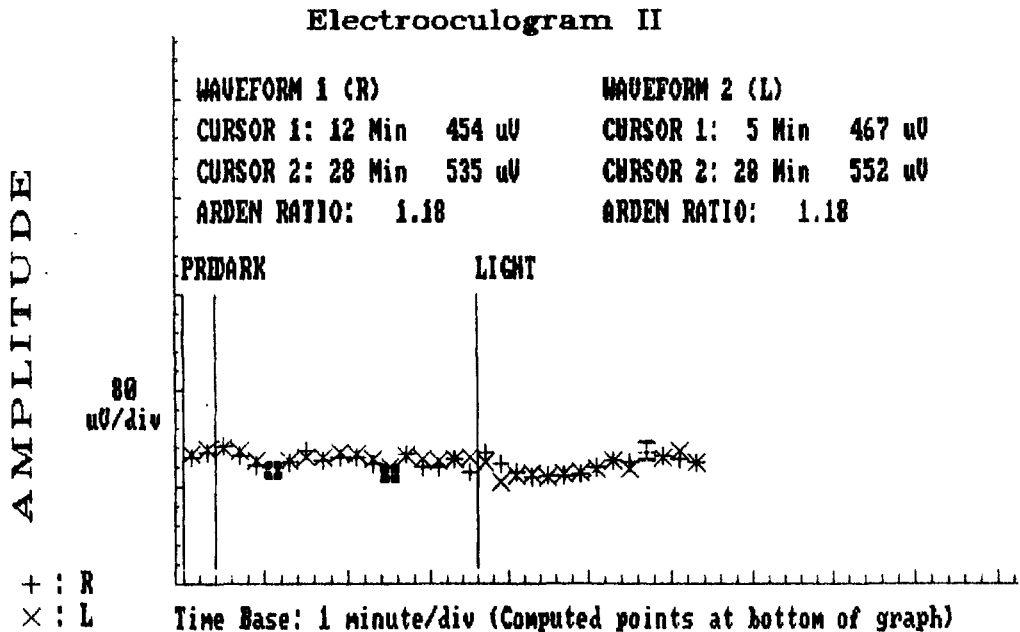 Electrooculogram II
WAVEFORM 1 (R)
CURSOR 1: 12 Min 454 uV
CURSOR 2: 28 Min 535 uV
ARDEN RATIO: 1.18
WAVEFORM 2 (L)
CURSOR 1: 5 Min 467 uV
CURSOR 2: 28 Min 552 uV
ARDEN RATIO: 1.18
DARK
LIGHT
AMPLITUDE
80
uV/div
+ : R
× : L
Time Base: 1 minute/div (Computed points at bottom of graph)